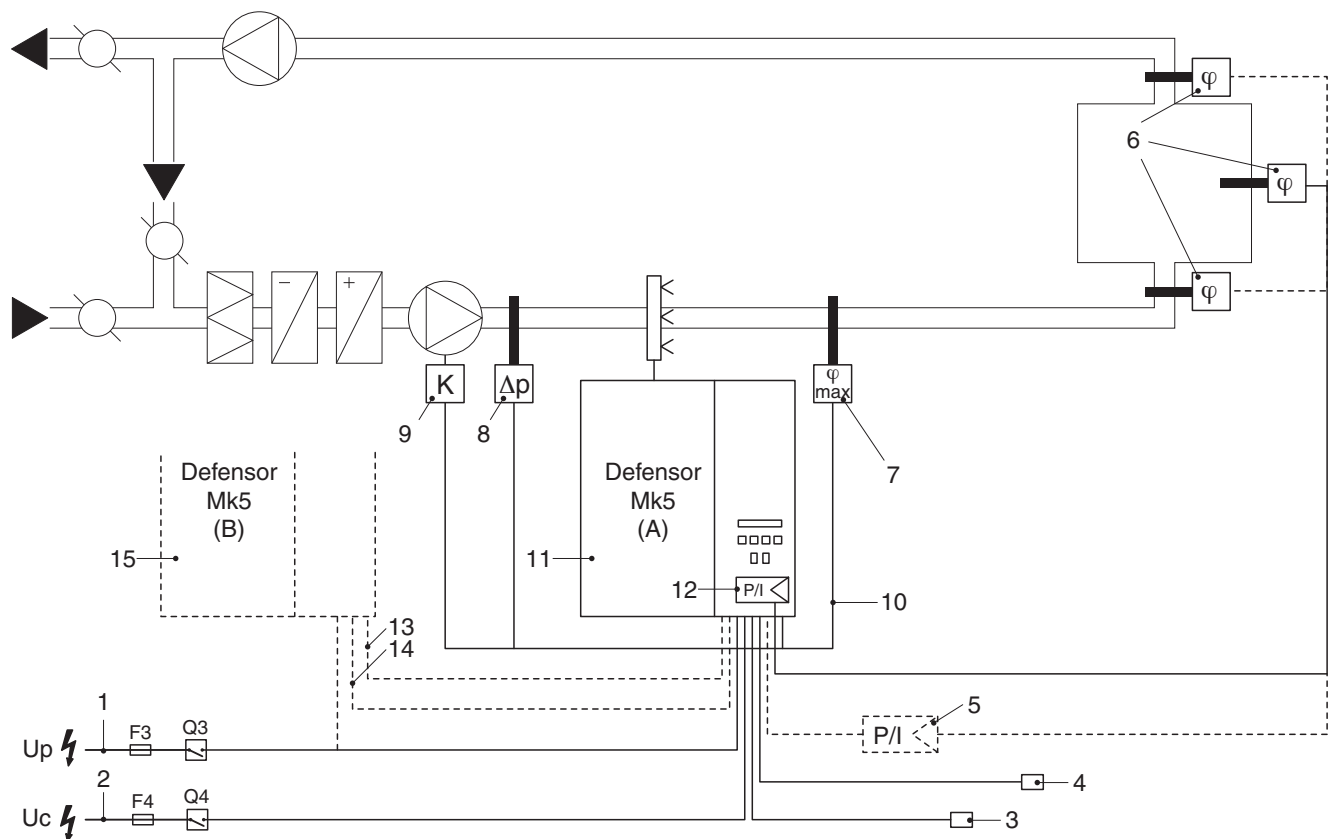 φ
6
φ
φ
−
+
K
Δp
φ
max
9
8
7
Defensor
Mk5
(B)
Defensor
Mk5
(A)
15
11
12
P/I
10
13
14
1
F3
Q3
5
Up
P/I
2
F4
Q4
4
Uc
3